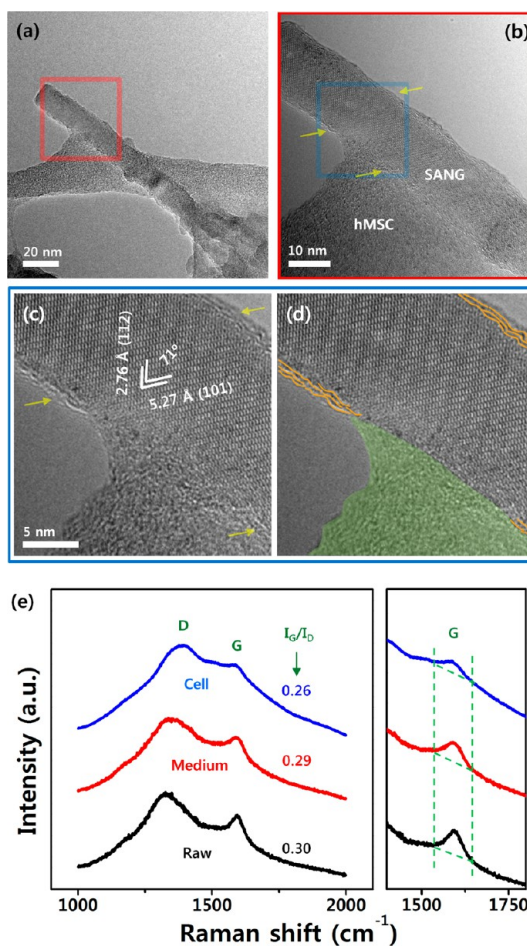 (a)
20 nm
(b)
SANG
hMSC
10 nm
(c)
2.76 Å (112)
71°
5.27 Å (101)
5 nm
(d)
(e)
D
G
I_G/I_D
G
Cell
0.26
Medium
0.29
Raw
0.30
Intensity (a.u.)
1000 1500 2000 1500 1750
Raman shift (cm⁻¹)